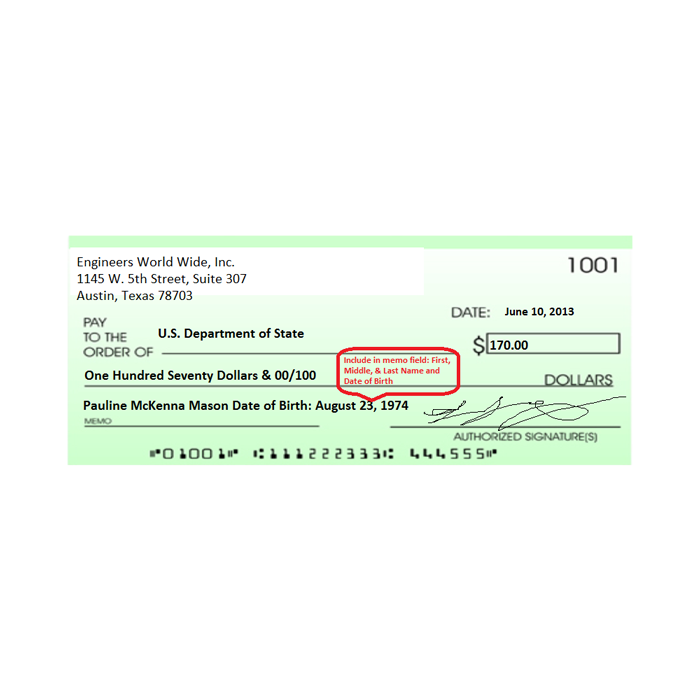 Engineers World Wide, Inc.
1145 W. 5th Street, Suite 307
Austin, Texas 78703
1001
DATE: June 10, 2013
PAY
TO THE
ORDER OF
U.S. Department of State
$170.00
One Hundred Seventy Dollars & 00/100
DOLLARS
Include in memo field: First,
Middle, & Last Name and
Date of Birth
Pauline McKenna Mason Date of Birth: August 23, 1974
MEMO
AUTHORIZED SIGNATURE(S)
⑈01001⑈ ⑆111222333⑆ 444555⑈